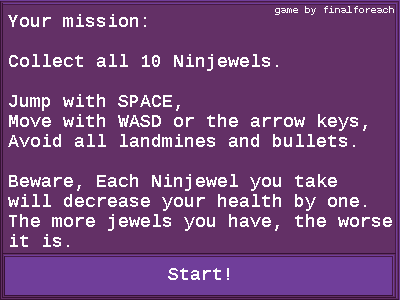 game by finalforeach
Your mission:
Collect all 10 Ninjewels.
Jump with SPACE,
Move with WASD or the arrow keys,
Avoid all landmines and bullets.
Beware, Each Ninjewel you take
will decrease your health by one.
The more jewels you have, the worse
it is.
Start!